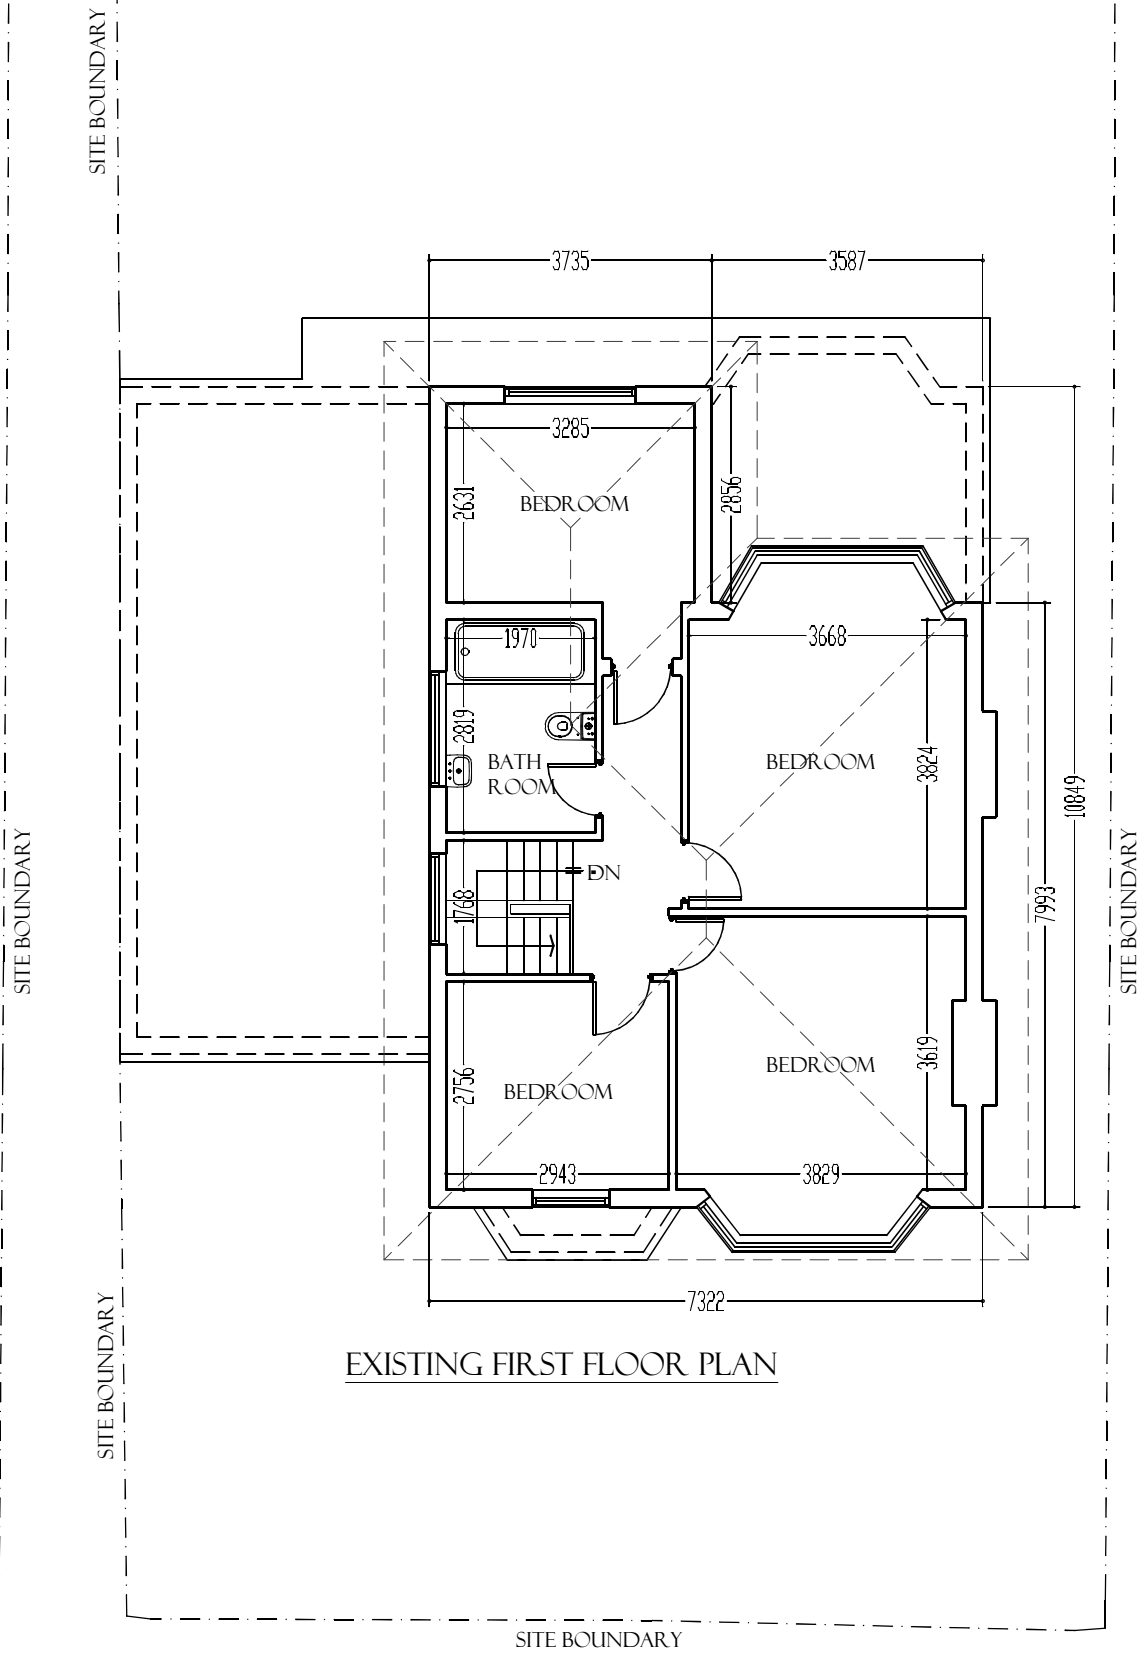 SITE BOUNDARY
3735
3587
3285
2631
BEDROOM
2856
1970
3668
2819
BATH
ROOM
BEDROOM
3824
10849
SITE BOUNDARY
SITE BOUNDARY
DN
1768
7993
BEDROOM
3619
2756
BEDROOM
2943
3829
7322
SITE BOUNDARY
EXISTING FIRST FLOOR PLAN
SITE BOUNDARY